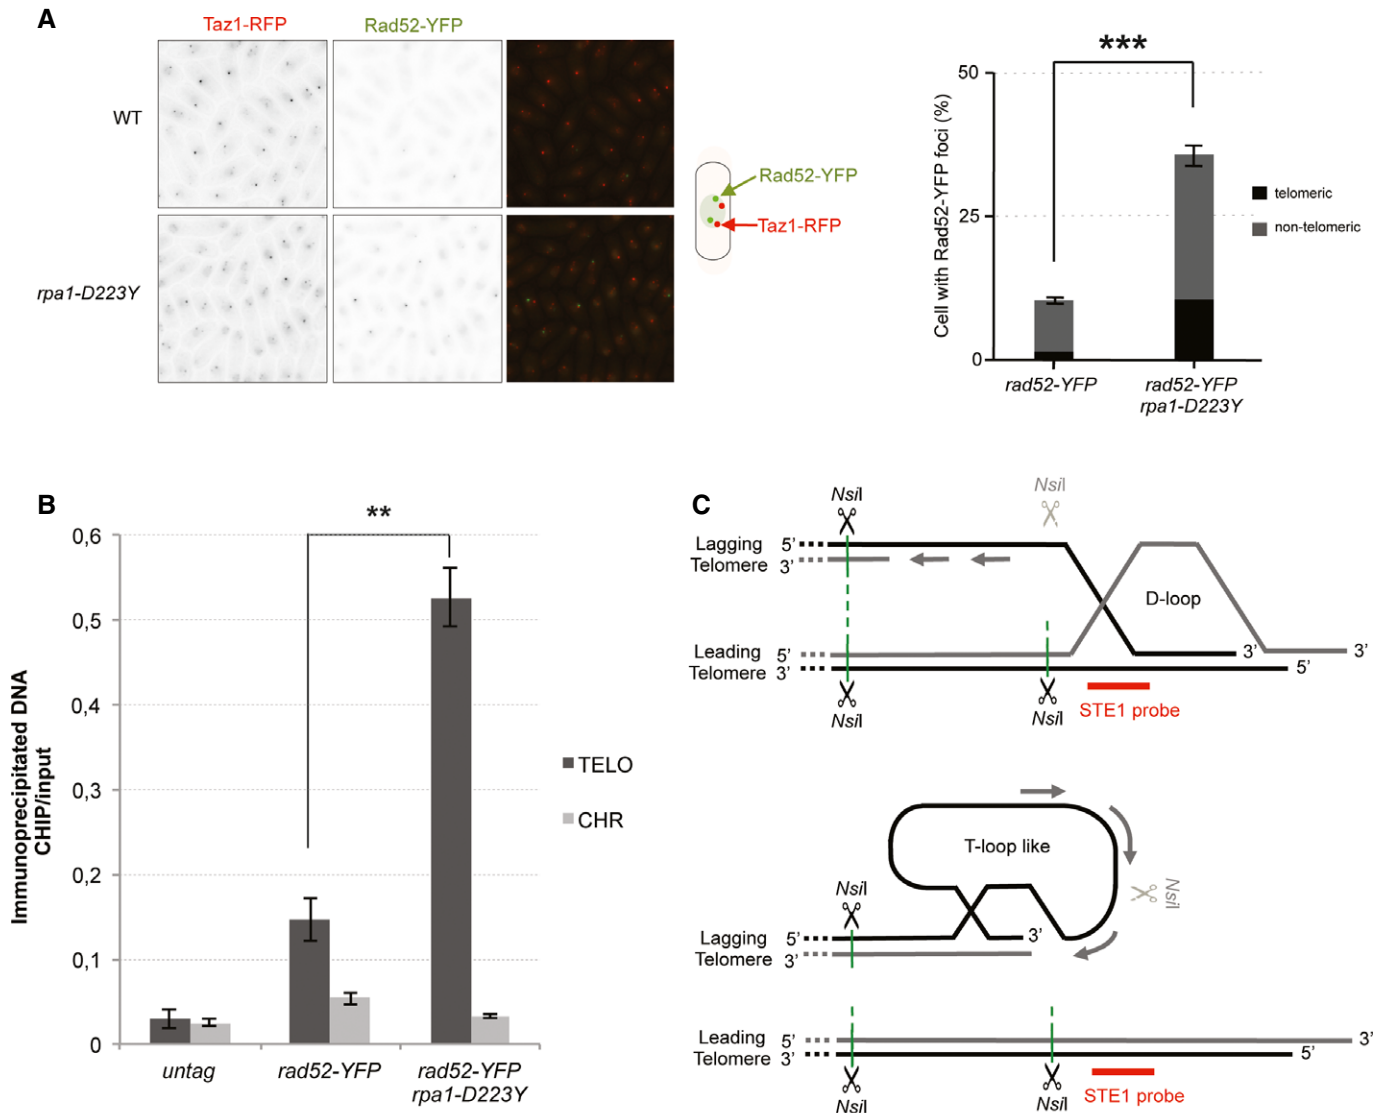 A
Taz1-RFP
Rad52-YFP
WT
rpa1-D223Y
Rad52-YFP
Taz1-RFP
***
Cell with Rad52-YFP foci (%)
50
25
0
rad52-YFP
rad52-YFP
rpa1-D223Y
telomeric
non-telomeric
B
**
Immunoprecipitated DNA
CHIP/input
0,6
0,5
0,4
0,3
0,2
0,1
0
untag
rad52-YFP
rad52-YFP
rpa1-D223Y
TELO
CHR
C
NsiI
NsiI
Lagging 5’
Telomere 3’
D-loop
Leading 5’
Telomere 3’
3’
3’
5’
NsiI
NsiI
STE1 probe
T-loop like
NsiI
NsiI
Lagging 5’
Telomere 3’
3’
Leading 5’
Telomere 3’
3’
5’
NsiI
NsiI
STE1 probe